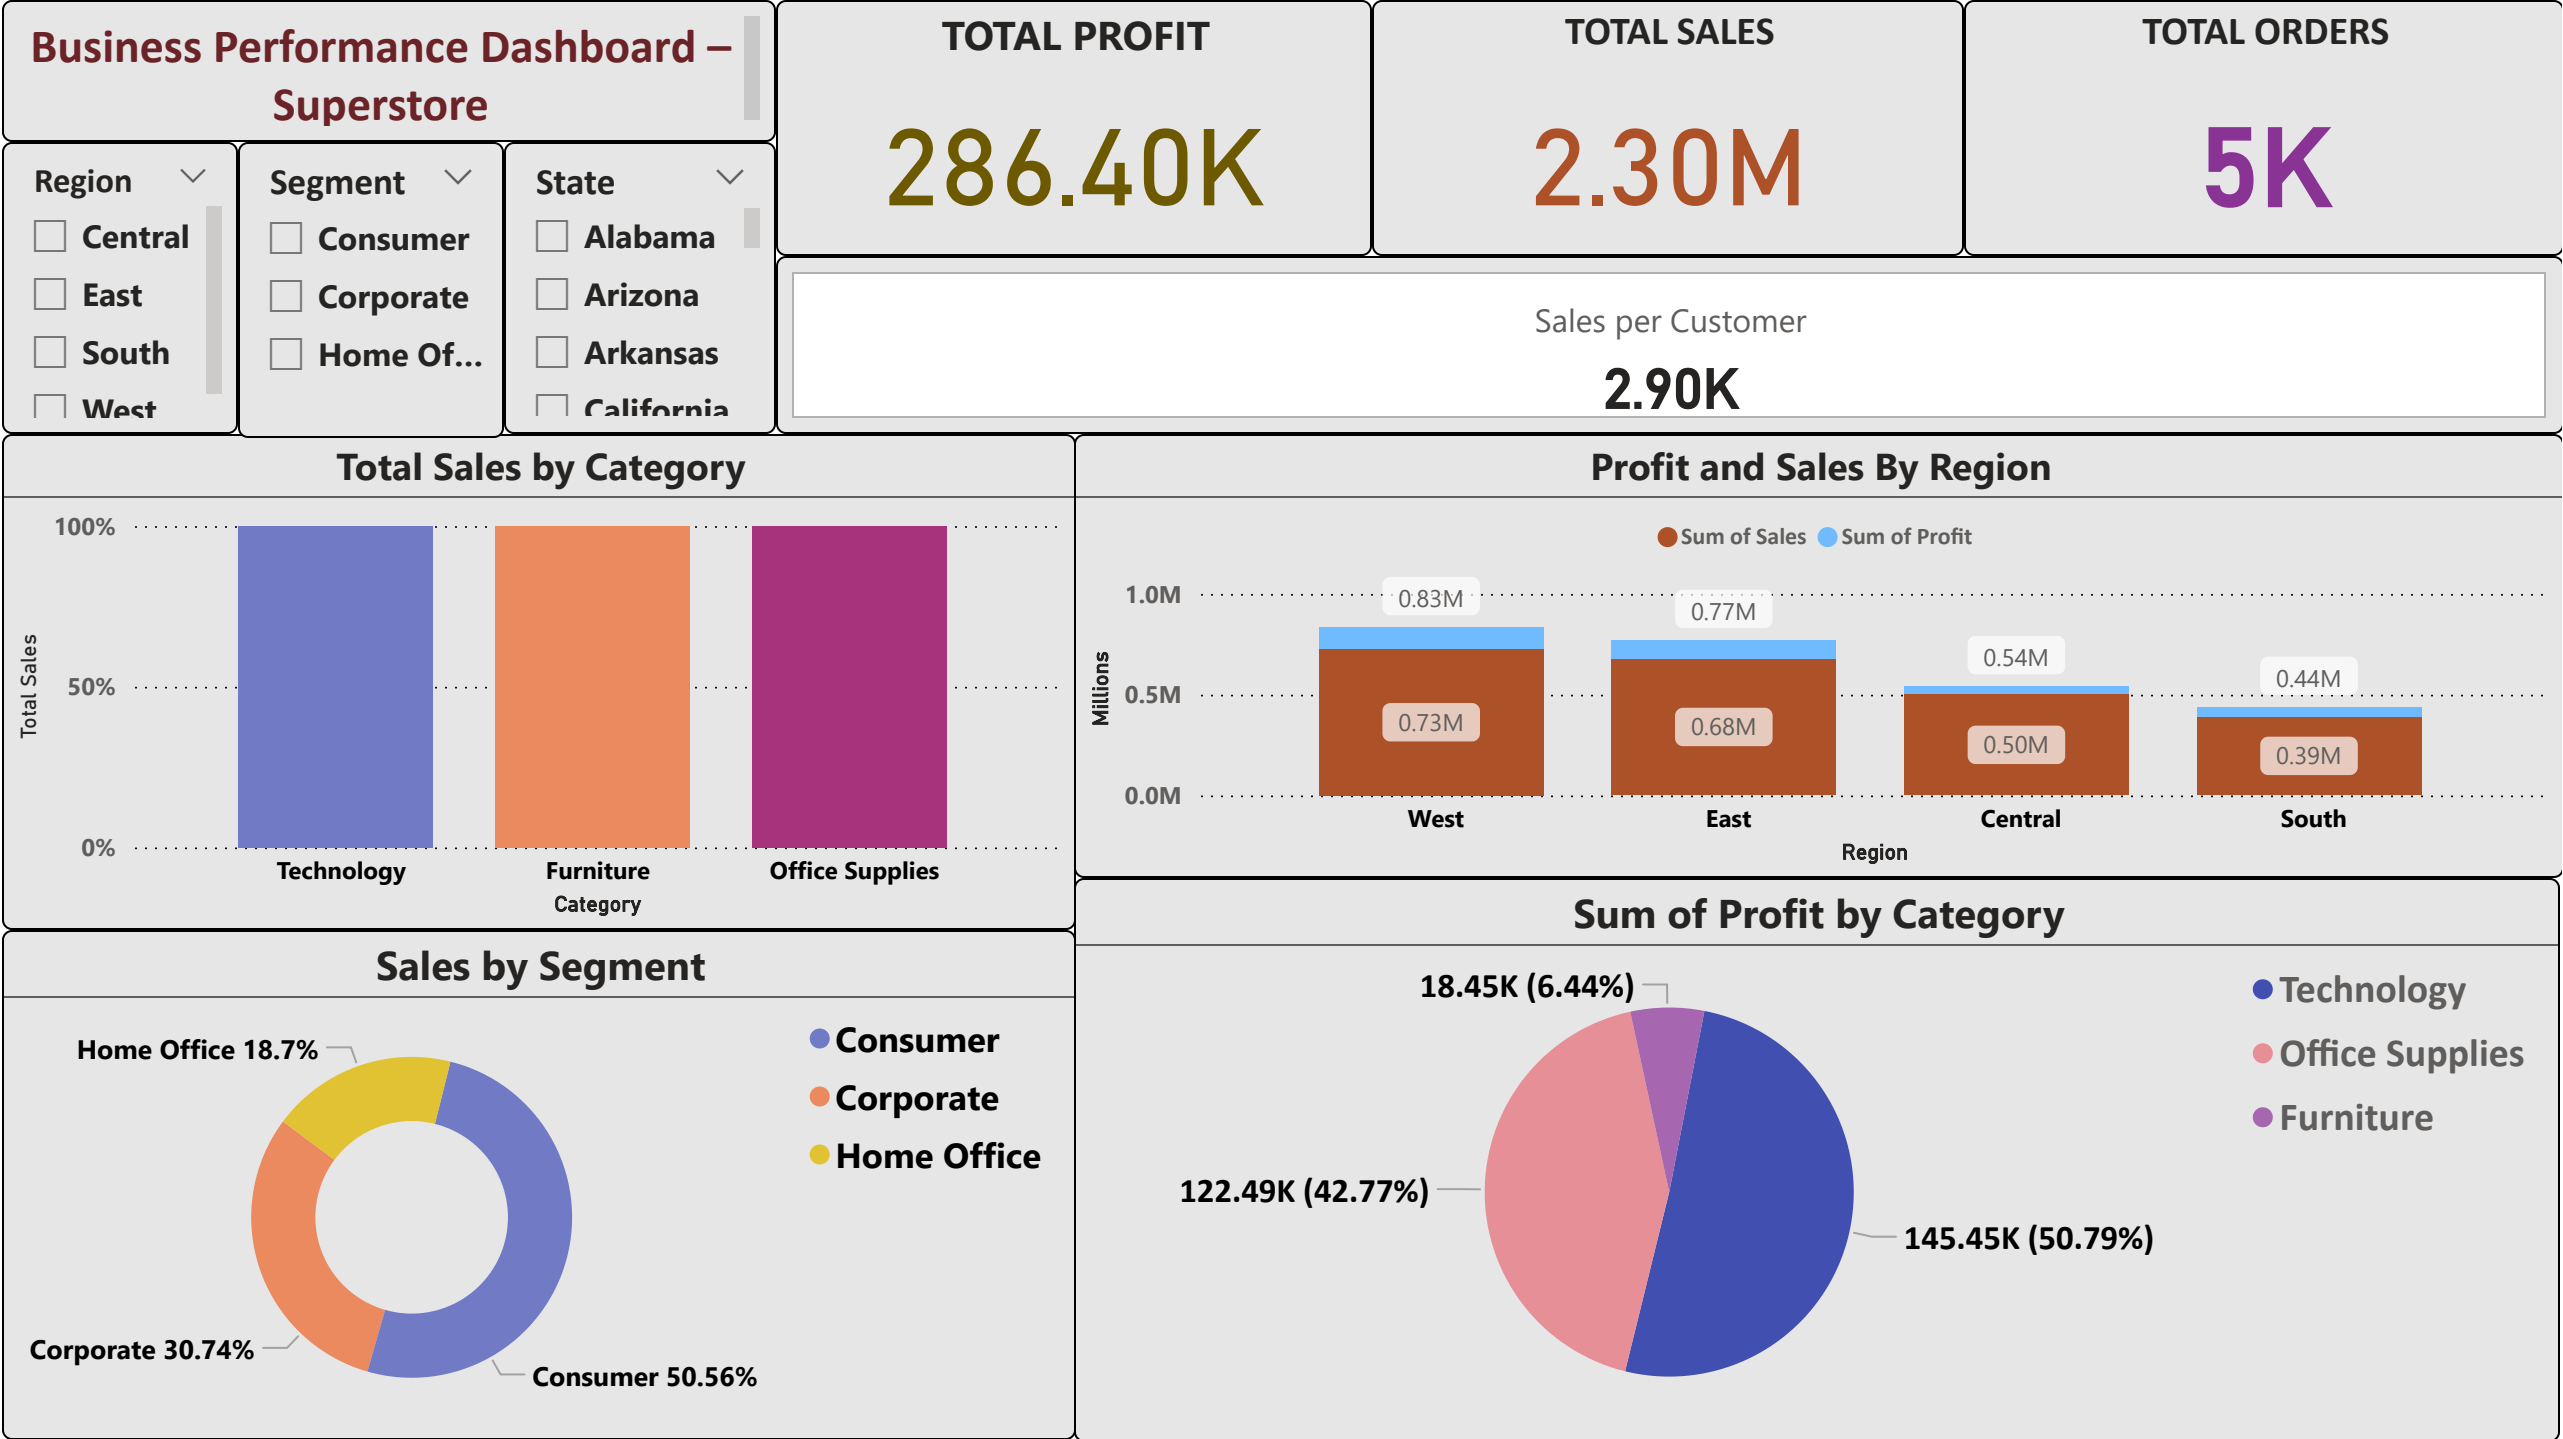 Business Performance Dashboard –
Superstore
TOTAL PROFIT
286.40K
TOTAL SALES
2.30M
TOTAL ORDERS
5K
Region
Central
East
South
West
Segment
Consumer
Corporate
Home Of...
State
Alabama
Arizona
Arkansas
California
Sales per Customer
2.90K
Total Sales by Category
100%
50%
0%
Total Sales
Technology
Furniture
Office Supplies
Category
Profit and Sales By Region
Sum of Sales
Sum of Profit
1.0M
0.5M
0.0M
Millions
0.83M
0.77M
0.54M
0.44M
0.73M
0.68M
0.50M
0.39M
West
East
Central
South
Region
Sales by Segment
Home Office 18.7%
Corporate 30.74%
Consumer 50.56%
Consumer
Corporate
Home Office
Sum of Profit by Category
18.45K (6.44%)
122.49K (42.77%)
145.45K (50.79%)
Technology
Office Supplies
Furniture